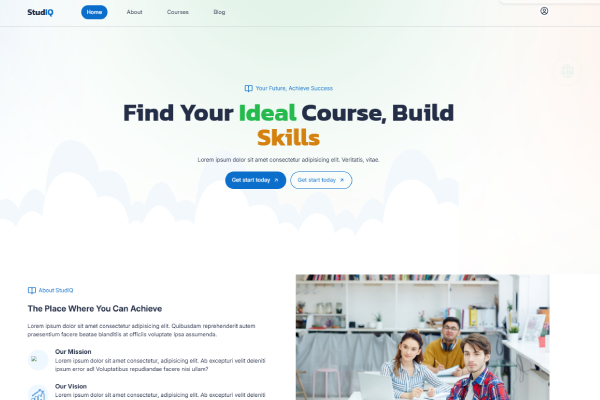 StudIQ
Home
About
Courses
Blog
Your Future, Achieve Success
Find Your Ideal Course, Build
Skills
Lorem ipsum dolor sit amet consectetur adipisicing elit. Veritatis, vitae.
Get start today
Get start today
About StudIQ
The Place Where You Can Achieve
Lorem ipsum dolor sit amet consectetur adipisicing elit. Quibusdam reprehenderit autem
praesentium facere beatae blanditiis at officiis voluptate ipsa assumenda.
Our Mission
Lorem ipsum dolor sit amet consectetur, adipisicing elit. Ab excepturi velit deleniti
ipsum error ad! Voluptatibus repudiandae facere nisi ullam?
Our Vision
Lorem ipsum dolor sit amet consectetur, adipisicing elit. Ab excepturi velit deleniti